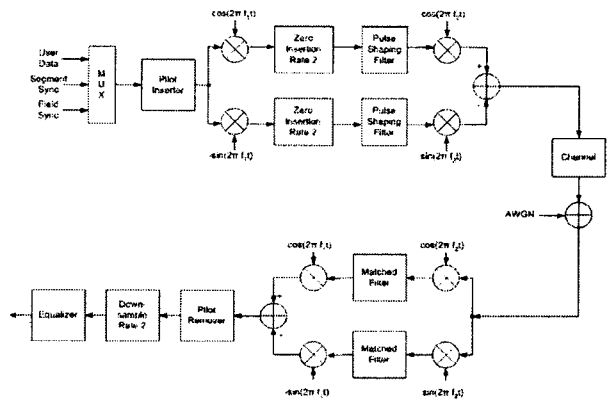 cos(2π f₁t)
cos(2π f₂t)
User
Data
Segment
Sync
Field
Sync
M
U
X
Pilot
Insertor
Zero
Insertion
Rate 2
Pulse
Shaping
Filter
Zero
Insertion
Rate 2
Pulse
Shaping
Filter
-sin(2π f₁t)
sin(2π f₂t)
Channel
AWGN
cos(2π f₁t)
cos(2π f₂t)
Matched
Filter
Equalizer
Down-
sample
Rate 2
Pilot
Remover
Matched
Filter
-sin(2π f₁t)
sin(2π f₂t)